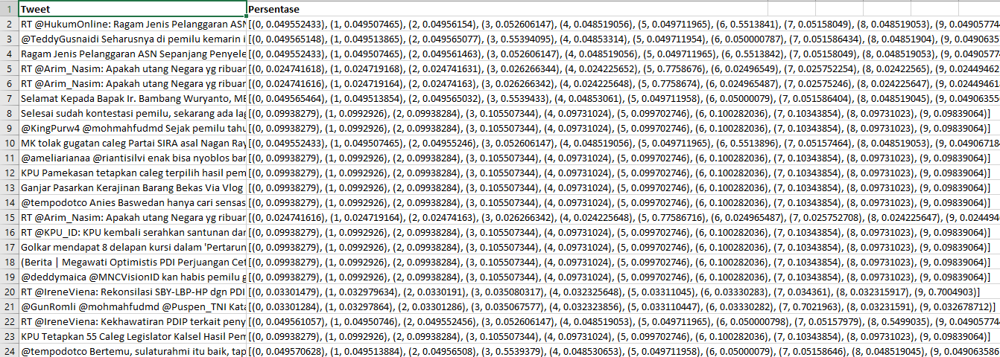 1 Tweet Persentase
2 RT @HukumOnline: Ragam Jenis Pelanggaran ASN [(0, 0.049552433), (1, 0.049507465), (2, 0.04956154), (3, 0.052606147), (4, 0.048519056), (5, 0.049711965), (6, 0.5513841), (7, 0.05158049), (8, 0.048519053), (9, 0.0490577
3 @TeddyGusnaidi Seharusnya di pemilu kemarin i [(0, 0.049565148), (1, 0.049513865), (2, 0.049565077), (3, 0.55394095), (4, 0.04853314), (5, 0.049711954), (6, 0.050000787), (7, 0.051586434), (8, 0.04851904), (9, 0.0490635
4 Ragam Jenis Pelanggaran ASN Sepanjang Penyele [(0, 0.049552433), (1, 0.049507465), (2, 0.049561463), (3, 0.052606147), (4, 0.048519056), (5, 0.049711965), (6, 0.5513842), (7, 0.05158049), (8, 0.048519053), (9, 0.0490577
5 RT @Arim_Nasim: Apakah utang Negara yg ribuar [(0, 0.024741618), (1, 0.024719168), (2, 0.024741631), (3, 0.026266344), (4, 0.024225652), (5, 0.7758676), (6, 0.02496549), (7, 0.025752254), (8, 0.02422565), (9, 0.02449462
6 RT @Arim_Nasim: Apakah utang Negara yg ribuar [(0, 0.024741616), (1, 0.024719164), (2, 0.02474163), (3, 0.026266342), (4, 0.024225648), (5, 0.7758674), (6, 0.024965487), (7, 0.02575246), (8, 0.024225647), (9, 0.0244946
7 Selamat Kepada Bapak Ir. Bambang Wuryanto, ME [(0, 0.049565464), (1, 0.049513854), (2, 0.049565032), (3, 0.5539433), (4, 0.04853061), (5, 0.049711958), (6, 0.05000079), (7, 0.051586404), (8, 0.048519045), (9, 0.0490635
8 Selesai sudah kontestasi pemilu, sekarang ada lag [(0, 0.09938279), (1, 0.0992926), (2, 0.09938284), (3, 0.105507344), (4, 0.09731024), (5, 0.099702746), (6, 0.100282036), (7, 0.10343854), (8, 0.09731023), (9, 0.09839064)]
9 @KingPurw4 @mohmahfudmd Sejak pemilu tahu [(0, 0.09938279), (1, 0.0992926), (2, 0.09938284), (3, 0.105507344), (4, 0.09731024), (5, 0.099702746), (6, 0.100282036), (7, 0.10343854), (8, 0.09731023), (9, 0.09839064)]
10 MK tolak gugatan caleg Partai SIRA asal Nagan Ray [(0, 0.049552433), (1, 0.049507465), (2, 0.04955246), (3, 0.052606147), (4, 0.048519056), (5, 0.049711965), (6, 0.5513896), (7, 0.05157464), (8, 0.048519053), (9, 0.04906718
11 @ameliarianaa @riantisilvi enak bisa nyoblos bar [(0, 0.09938279), (1, 0.0992926), (2, 0.09938284), (3, 0.105507344), (4, 0.09731024), (5, 0.099702746), (6, 0.100282036), (7, 0.10343854), (8, 0.09731023), (9, 0.09839064)]
12 KPU Pamekasan tetapkan caleg terpilih hasil pem [(0, 0.09938279), (1, 0.0992926), (2, 0.09938284), (3, 0.105507344), (4, 0.09731024), (5, 0.099702746), (6, 0.100282036), (7, 0.10343854), (8, 0.09731023), (9, 0.09839064)]
13 Ganjar Pasarkan Kerajinan Barang Bekas Via Vlog [(0, 0.09938279), (1, 0.0992926), (2, 0.09938284), (3, 0.105507344), (4, 0.09731024), (5, 0.099702746), (6, 0.100282036), (7, 0.10343854), (8, 0.09731023), (9, 0.09839064)]
14 @tempodotco Anies Baswedan hanya cari sensas [(0, 0.09938279), (1, 0.0992926), (2, 0.09938284), (3, 0.105507344), (4, 0.09731024), (5, 0.099702746), (6, 0.100282036), (7, 0.10343854), (8, 0.09731023), (9, 0.09839064)]
15 RT @Arim_Nasim: Apakah utang Negara yg ribuar [(0, 0.024741616), (1, 0.024719164), (2, 0.02474163), (3, 0.026266342), (4, 0.024225648), (5, 0.77586716), (6, 0.024965487), (7, 0.025752708), (8, 0.024225647), (9, 0.024494
16 RT @KPU_ID: KPU kembali serahkan santunan dar [(0, 0.09938279), (1, 0.0992926), (2, 0.09938284), (3, 0.105507344), (4, 0.09731024), (5, 0.099702746), (6, 0.100282036), (7, 0.10343854), (8, 0.09731023), (9, 0.09839064)]
17 Golkar mendapat 8 delapan kursi dalam 'Pertarun [(0, 0.09938279), (1, 0.0992926), (2, 0.09938284), (3, 0.105507344), (4, 0.09731024), (5, 0.099702746), (6, 0.100282036), (7, 0.10343854), (8, 0.09731023), (9, 0.09839064)]
18 (Berita | Megawati Optimistis PDI Perjuangan Cet [(0, 0.09938279), (1, 0.0992926), (2, 0.09938284), (3, 0.105507344), (4, 0.09731024), (5, 0.099702746), (6, 0.100282036), (7, 0.10343854), (8, 0.09731023), (9, 0.09839064)]
19 @deddymaica @MNCVisionID kan habis pemilu g [(0, 0.09938279), (1, 0.0992926), (2, 0.09938284), (3, 0.105507344), (4, 0.09731024), (5, 0.099702746), (6, 0.100282036), (7, 0.10343854), (8, 0.09731023), (9, 0.09839064)]
20 RT @IreneViena: Rekonsilasi SBY-LBP-HP dgn PDI [(0, 0.03301479), (1, 0.032979634), (2, 0.0330191), (3, 0.035080317), (4, 0.032325648), (5, 0.03311045), (6, 0.03330283), (7, 0.034361), (8, 0.032315917), (9, 0.7004903)]
21 @GunRomli @mohmahfudmd @Puspen_TNI Kata [(0, 0.03301284), (1, 0.03297864), (2, 0.03301286), (3, 0.035067577), (4, 0.032323856), (5, 0.033110447), (6, 0.03330282), (7, 0.7021963), (8, 0.03231591), (9, 0.032678712)]
22 RT @IreneViena: Kekhawatiran PDIP terkait peny [(0, 0.049561057), (1, 0.04950746), (2, 0.049552456), (3, 0.052606147), (4, 0.048519053), (5, 0.049711965), (6, 0.050000798), (7, 0.05157979), (8, 0.5499035), (9, 0.0490577
23 KPU Tetapkan 55 Caleg Legislator Kalsel Hasil Pem [(0, 0.09938279), (1, 0.0992926), (2, 0.09938284), (3, 0.105507344), (4, 0.09731024), (5, 0.099702746), (6, 0.100282036), (7, 0.10343854), (8, 0.09731023), (9, 0.09839064)]
24 @tempodotco Bertemu, sulaturahmi itu baik, tap [(0, 0.049570628), (1, 0.049513884), (2, 0.04956508), (3, 0.5539379), (4, 0.048530653), (5, 0.049711958), (6, 0.05000079), (7, 0.05158646), (8, 0.048519045), (9, 0.049063586